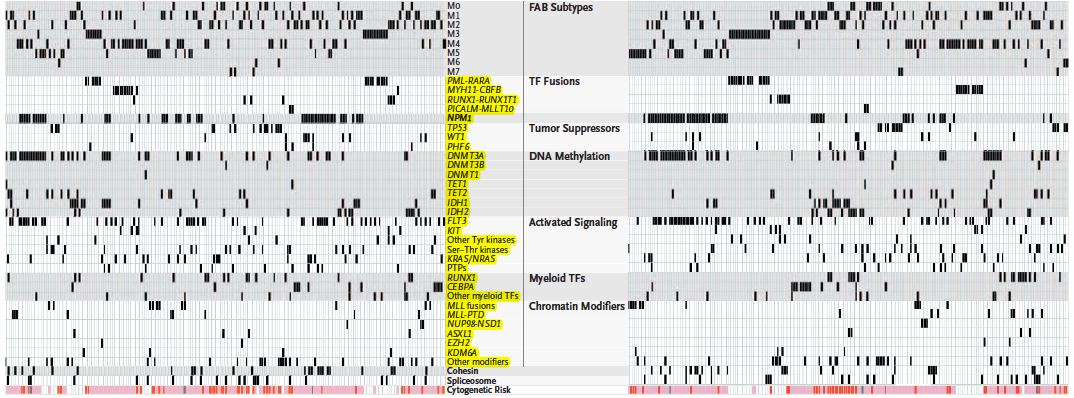 M0 FAB Subtypes
M1
M2
M3
M4
M5
M6
M7
PML-RARA TF Fusions
MYH11-CBFB
RUNX1-RUNX1T1
PICALM-MLLT10
NPM1
TP53 Tumor Suppressors
WT1
PHF6
DNMT3A DNA Methylation
DNMT3B
DNMT1
TET1
TET2
IDH1
IDH2
FLT3 Activated Signaling
KIT
Other Tyr kinases
Ser–Thr kinases
KRAS/NRAS
PTPs
RUNX1 Myeloid TFs
CEBPA
Other myeloid TFs
MLL fusions Chromatin Modifiers
MLL-PTD
NUP98-NSD1
ASXL1
EZH2
KDM6A
Other modifiers
Cohesin
Spliceosome
Cytogenetic Risk